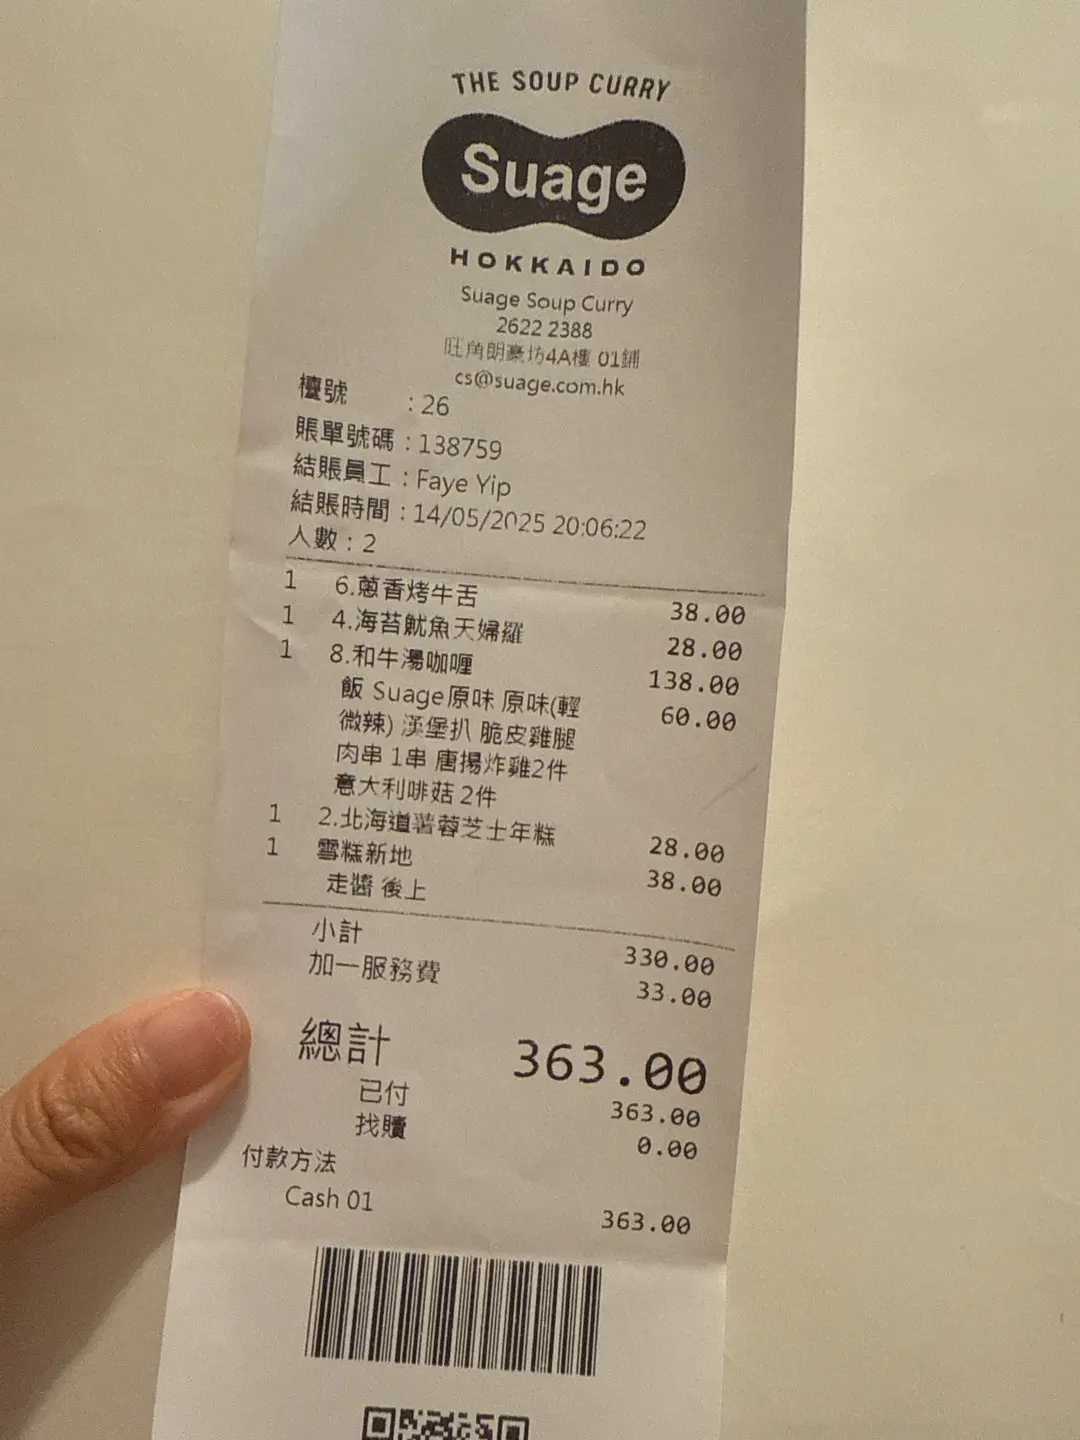 THE SOUP CURRY
Suage
HOKKAIDO
Suage Soup Curry
2622 2388
旺角朗豪坊4A樓 01鋪
cs@suage.com.hk
檯號 : 26
賬單號碼 : 138759
結賬員工 : Faye Yip
結賬時間 : 14/05/2025 20:06:22
人數 : 2
1 6.蔥香烤牛舌 38.00
1 4.海苔魷魚天婦羅 28.00
1 8.和牛湯咖喱 138.00
飯 Suage原味 原味(輕 60.00
微辣) 漢堡扒 脆皮雞腿
肉串 1串 唐揚炸雞2件
意大利啡菇 2件
1 2.北海道薯蓉芝士年糕 28.00
1 雪糕新地 38.00
走醬 後上
小計 330.00
加一服務費 33.00
總計 363.00
已付 363.00
找贖 0.00
付款方法
Cash 01 363.00